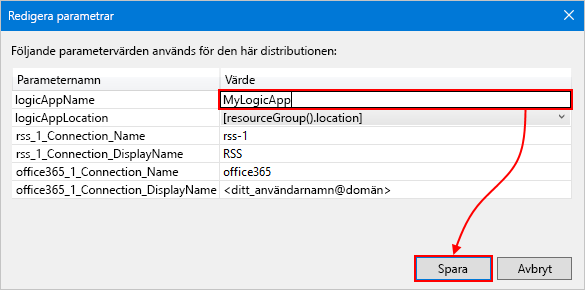 Redigera parametrar
Följande parametervärden används för den här distributionen:
Parameternamn Värde
logicAppName MyLogicApp
logicAppLocation [resourceGroup().location]
rss_1_Connection_Name rss-1
rss_1_Connection_DisplayName RSS
office365_1_Connection_Name office365
office365_1_Connection_DisplayName <ditt_användarnamn@domän>
Spara Avbryt